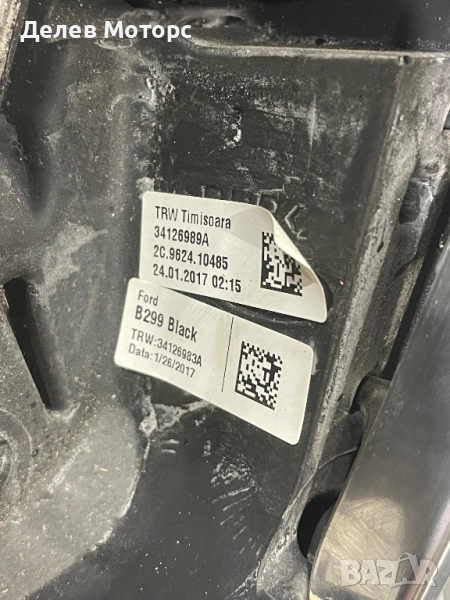 Делев Моторс
TRW Timisoara
34126989A
2C.9624.10485
24.01.2017 02:15
Ford
B299 Black
TRW:34126983A
Data:1/26/2017
BAZAR